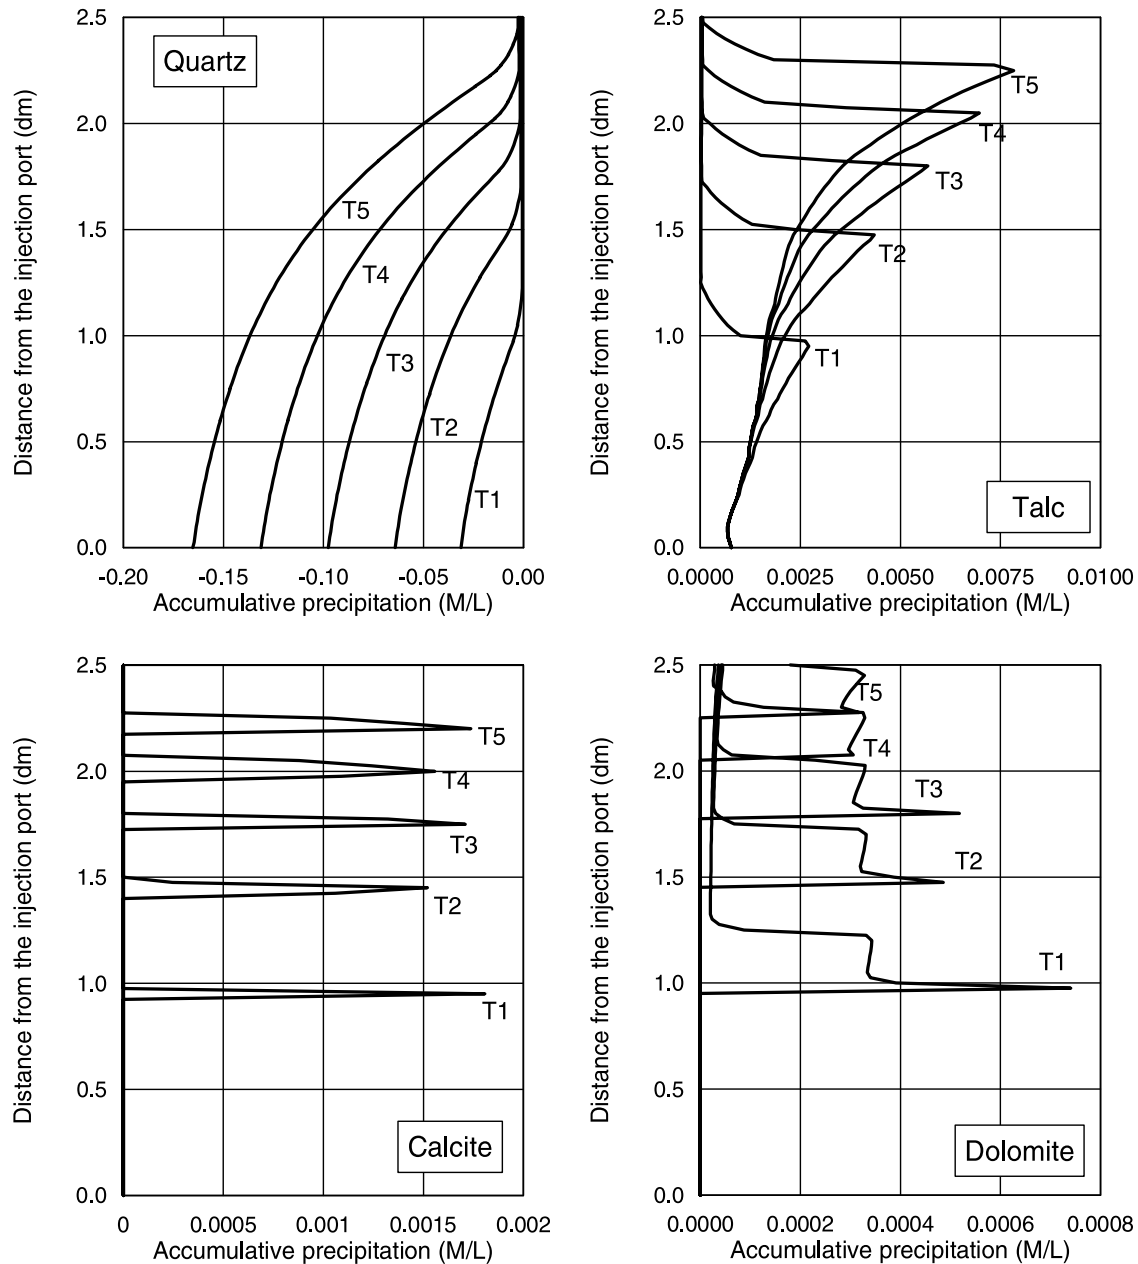 Distance from the injection port (dm)
2.5
2.0
1.5
1.0
0.5
0.0
Quartz
T5
T4
T3
T2
T1
-0.20 -0.15 -0.10 -0.05 0.00
Accumulative precipitation (M/L)
Distance from the injection port (dm)
2.5
2.0
1.5
1.0
0.5
0.0
T5
T4
T3
T2
T1
Talc
0.0000 0.0025 0.0050 0.0075 0.0100
Accumulative precipitation (M/L)
Distance from the injection port (dm)
2.5
2.0
1.5
1.0
0.5
0.0
T5
T4
T3
T2
T1
Calcite
0 0.0005 0.001 0.0015 0.002
Accumulative precipitation (M/L)
Distance from the injection port (dm)
2.5
2.0
1.5
1.0
0.5
0.0
T5
T4
T3
T2
T1
Dolomite
0.0000 0.0002 0.0004 0.0006 0.0008
Accumulative precipitation (M/L)